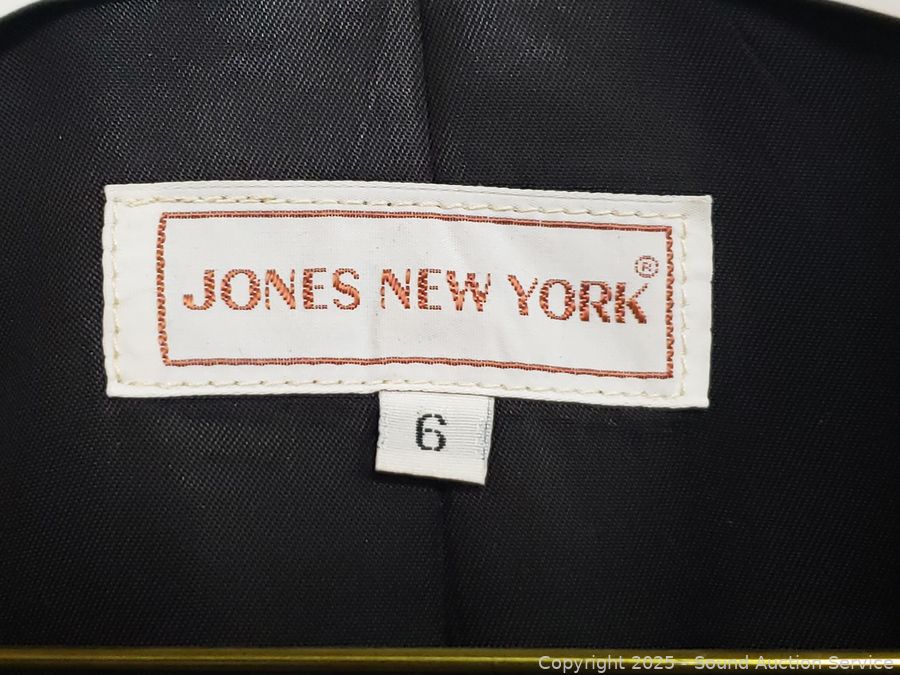 JONES NEW YORK®
6
Copyright 2025 - Sound Auction Service